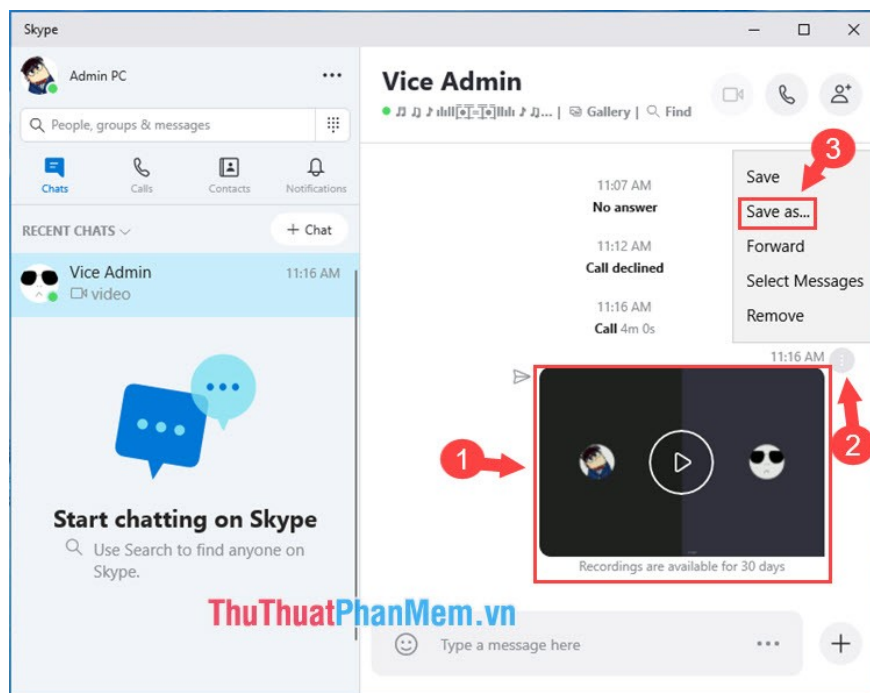 Skype
Admin PC
People, groups & messages
Chats
Calls
Contacts
Notifications
RECENT CHATS
+ Chat
Vice Admin
11:16 AM
video
Start chatting on Skype
Use Search to find anyone on
Skype.
Vice Admin
... | Gallery | Find
11:07 AM
No answer
11:12 AM
Call declined
11:16 AM
Call 4m 0s
3
Save
Save as...
Forward
Select Messages
Remove
11:16 AM
1
2
Recordings are available for 30 days
ThuThuatPhanMem.vn
Type a message here